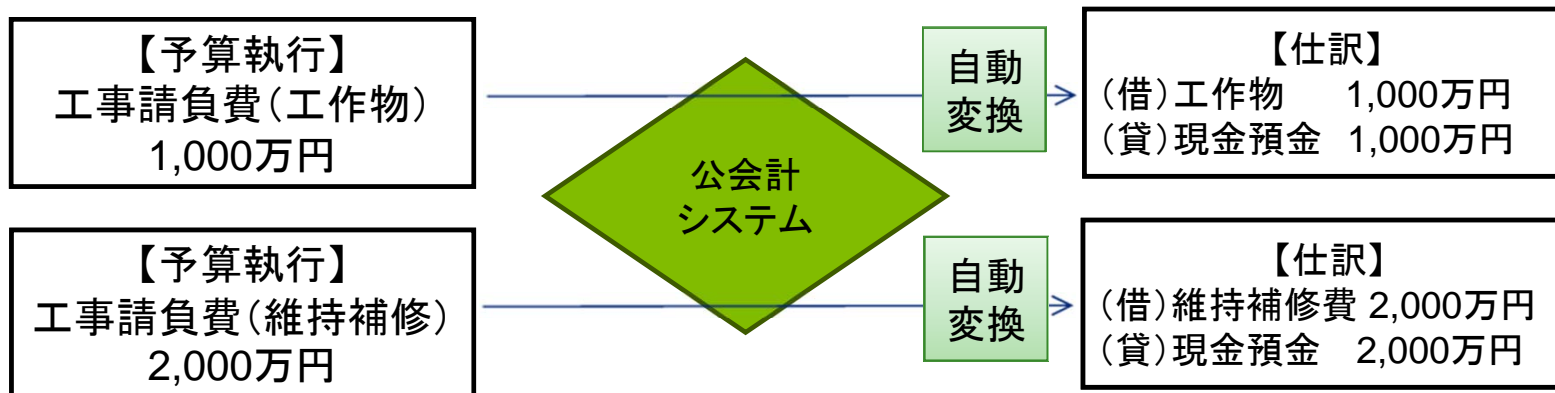 【予算執行】
工事請負費(工作物)
1,000万円
自動
変換
【仕訳】
(借)工作物 1,000万円
(貸)現金預金 1,000万円
公会計
システム
【予算執行】
工事請負費(維持補修)
2,000万円
自動
変換
【仕訳】
(借)維持補修費 2,000万円
(貸)現金預金 2,000万円